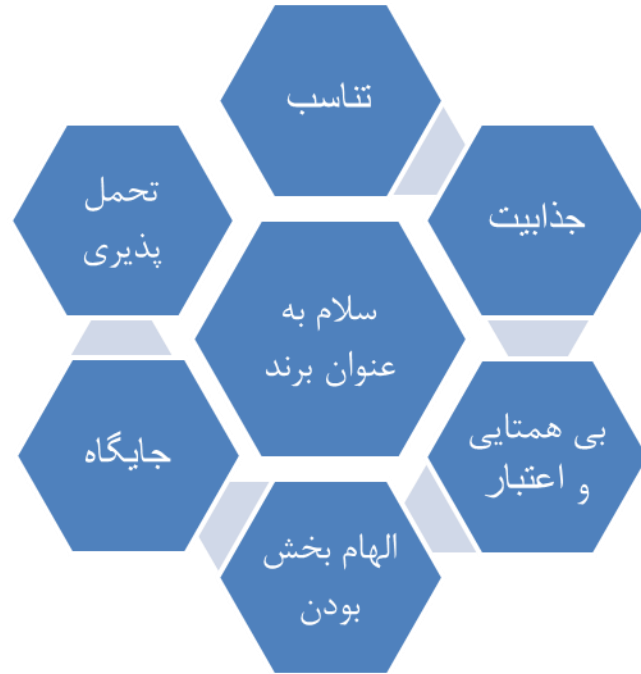 تناسب
جذابیت
بی همتایی
و اعتبار
الهام بخش
بودن
جایگاه
تحمل
پذیری
سلام به
عنوان برند